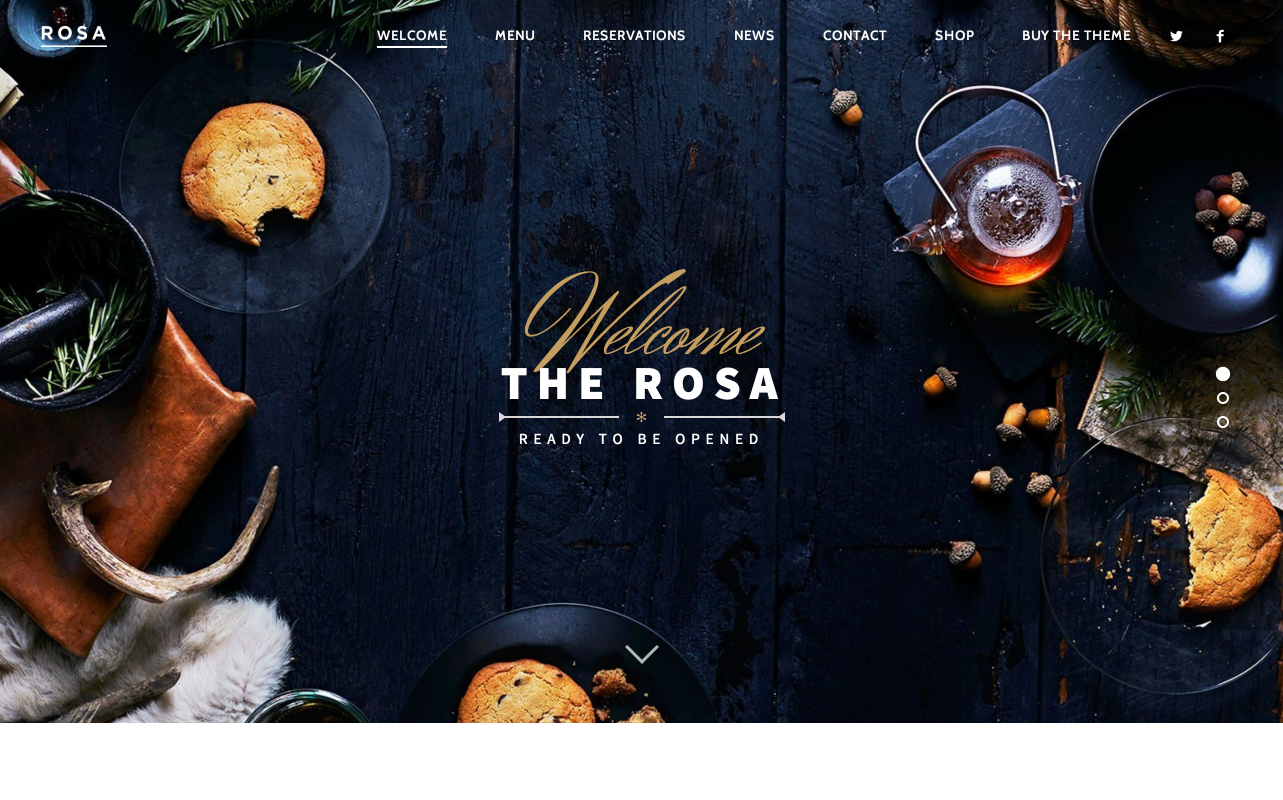 ROSA
WELCOME MENU RESERVATIONS NEWS CONTACT SHOP BUY THE THEME
Welcome
THE ROSA
READY TO BE OPENED